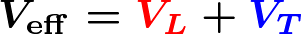 V_eff = V_L + V_T